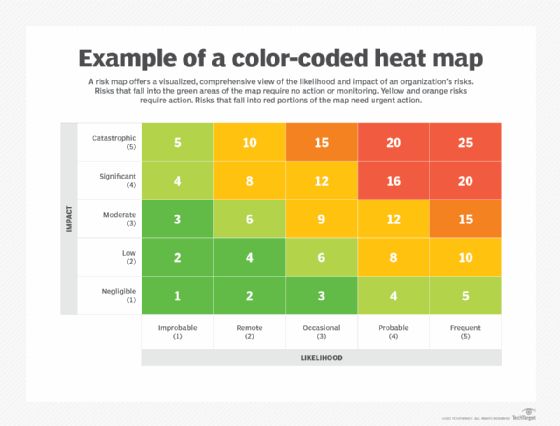 Example of a color-coded heat map
A risk map offers a visualized, comprehensive view of the likelihood and impact of an organization's risks.
Risks that fall into the green areas of the map require no action or monitoring. Yellow and orange risks
require action. Risks that fall into red portions of the map need urgent action.
IMPACT
Catastrophic
(5)
5 10 15 20 25
Significant
(4)
4 8 12 16 20
Moderate
(3)
3 6 9 12 15
Low
(2)
2 4 6 8 10
Negligible
(1)
1 2 3 4 5
Improbable Remote Occasional Probable Frequent
(1) (2) (3) (4) (5)
LIKELIHOOD
TECHTARGET. ALL RIGHTS RESERVED TechTarget